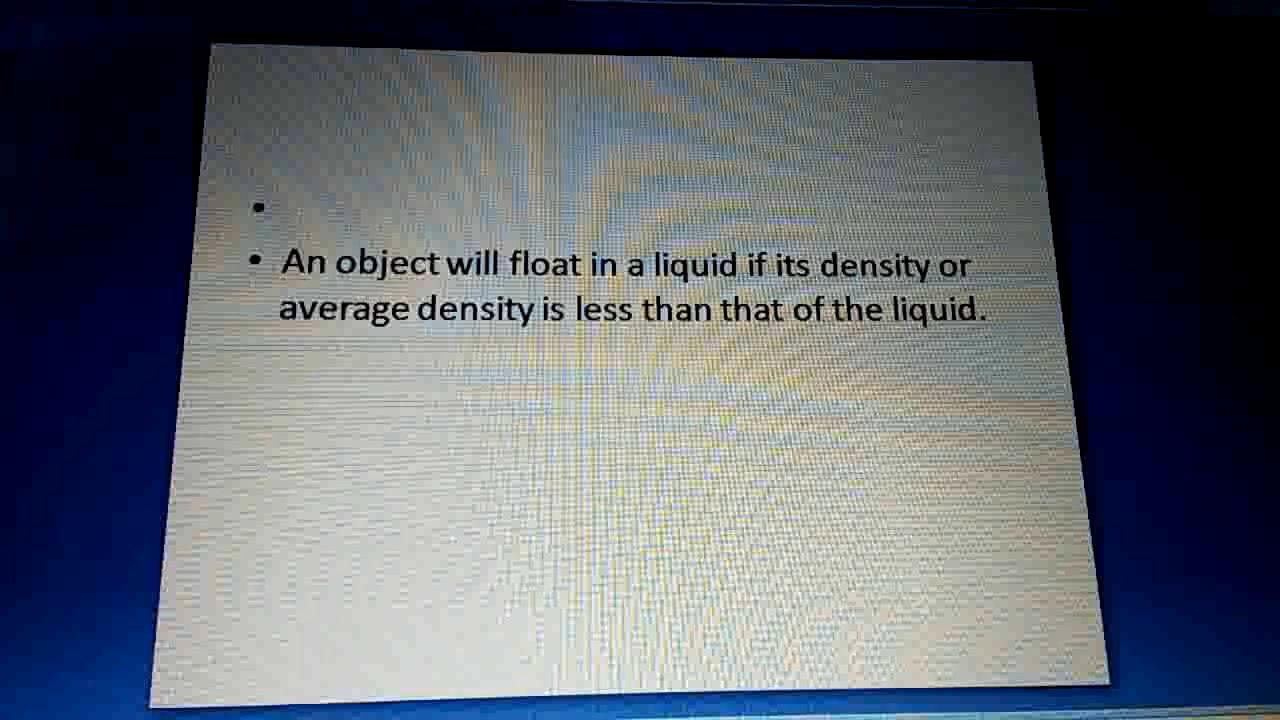 •
• An object will float in a liquid if its density or
average density is less than that of the liquid.